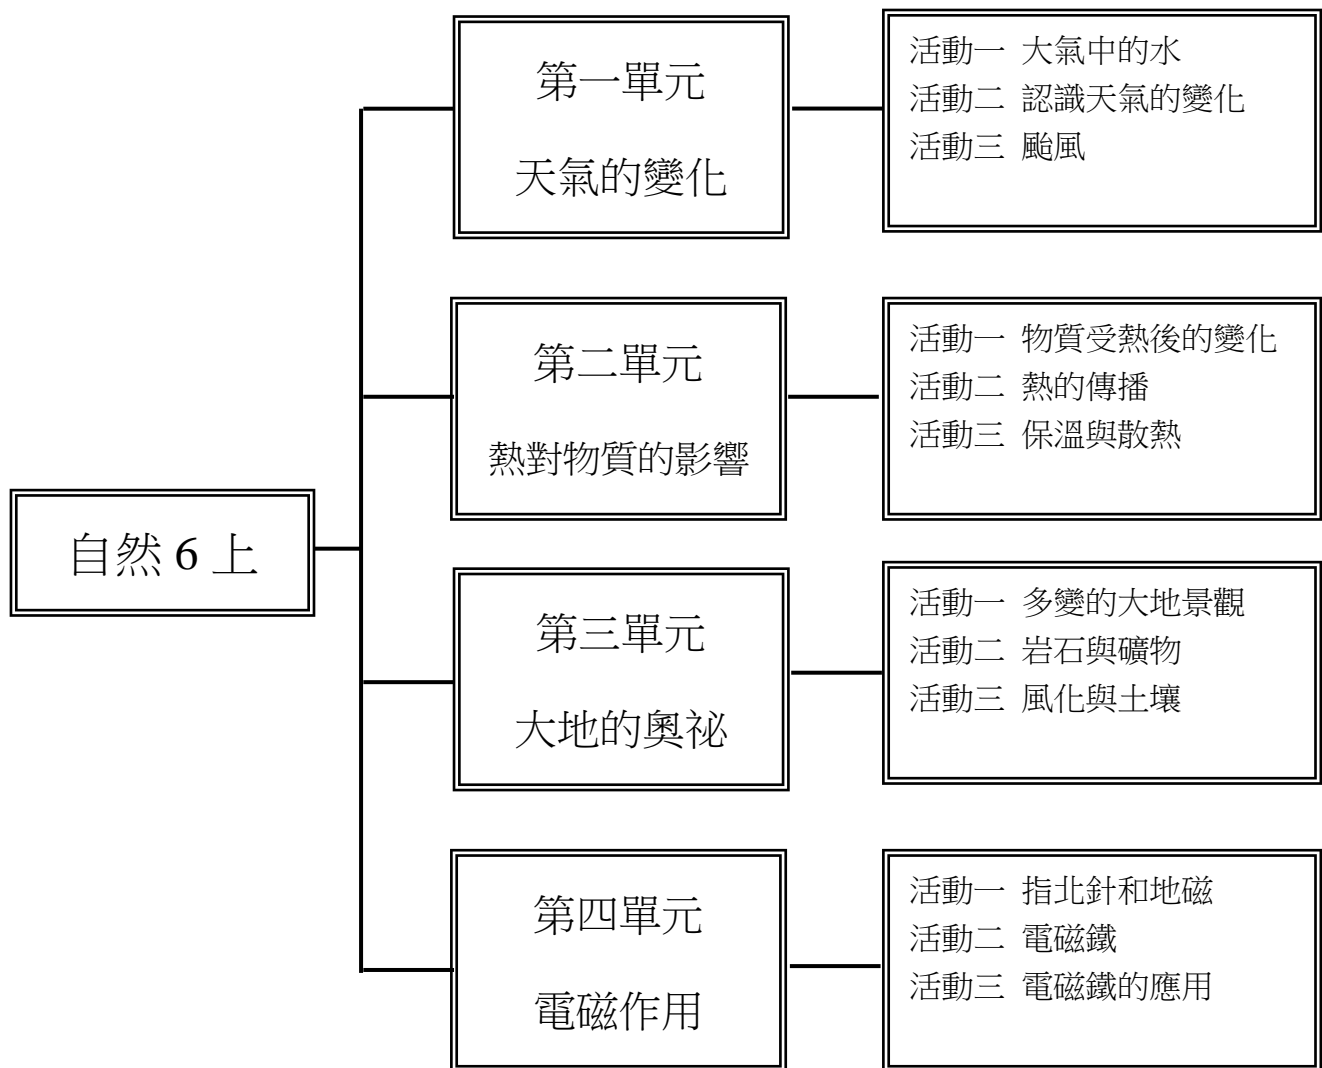 自然 6 上
第一單元
天氣的變化
活動一 大氣中的水
活動二 認識天氣的變化
活動三 颱風
第二單元
熱對物質的影響
活動一 物質受熱後的變化
活動二 熱的傳播
活動三 保溫與散熱
第三單元
大地的奧祕
活動一 多變的大地景觀
活動二 岩石與礦物
活動三 風化與土壤
第四單元
電磁作用
活動一 指北針和地磁
活動二 電磁鐵
活動三 電磁鐵的應用